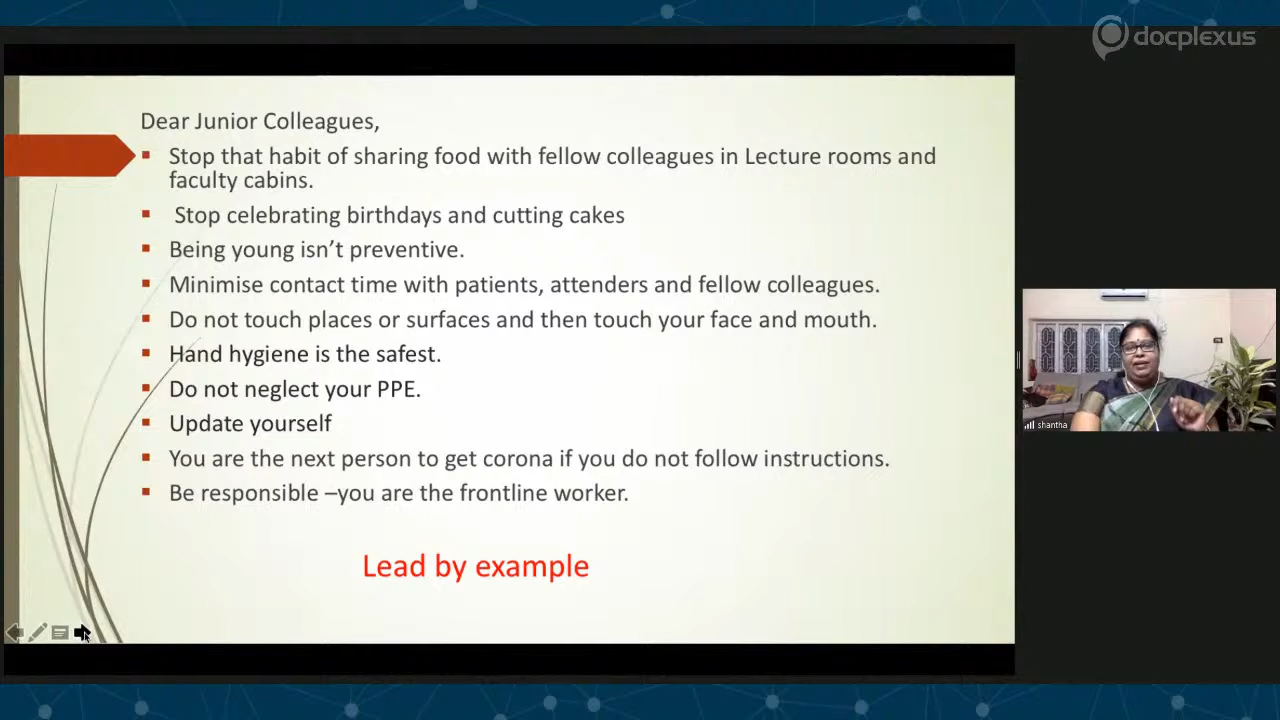 docplexus
Dear Junior Colleagues,
Stop that habit of sharing food with fellow colleagues in Lecture rooms and
faculty cabins.
Stop celebrating birthdays and cutting cakes
Being young isn’t preventive.
Minimise contact time with patients, attenders and fellow colleagues.
Do not touch places or surfaces and then touch your face and mouth.
Hand hygiene is the safest.
Do not neglect your PPE.
Update yourself
You are the next person to get corona if you do not follow instructions.
Be responsible –you are the frontline worker.
Lead by example
shantha